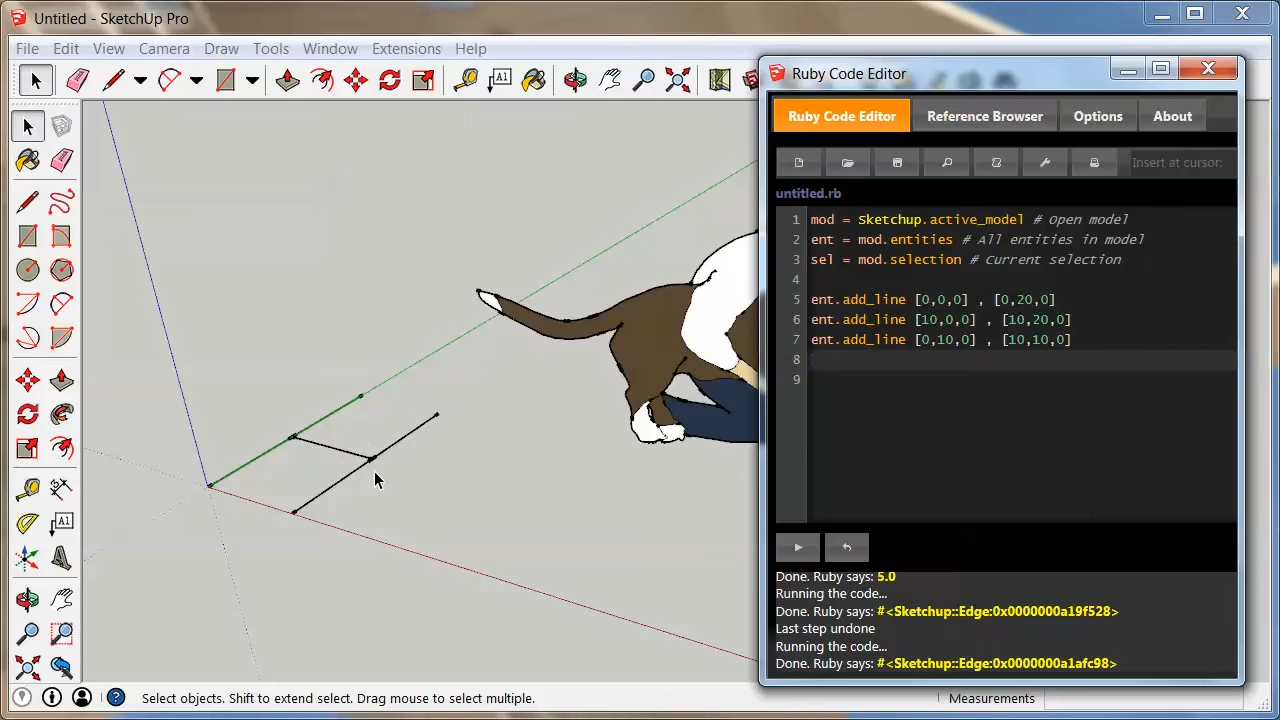 Untitled - SketchUp Pro
File Edit View Camera Draw Tools Window Extensions Help
A1
Ruby Code Editor
Ruby Code Editor Reference Browser Options About
Insert at cursor:
untitled.rb
1 mod = Sketchup.active_model # Open model
2 ent = mod.entities # All entities in model
3 sel = mod.selection # Current selection
4
5 ent.add_line [0,0,0] , [0,20,0]
6 ent.add_line [10,0,0] , [10,20,0]
7 ent.add_line [0,10,0] , [10,10,0]
8
9
A1
Done. Ruby says: 5.0
Running the code...
Done. Ruby says: #<Sketchup::Edge:0x0000000a19f528>
Last step undone
Running the code...
Done. Ruby says: #<Sketchup::Edge:0x0000000a1afc98>
Select objects. Shift to extend select. Drag mouse to select multiple.
Measurements